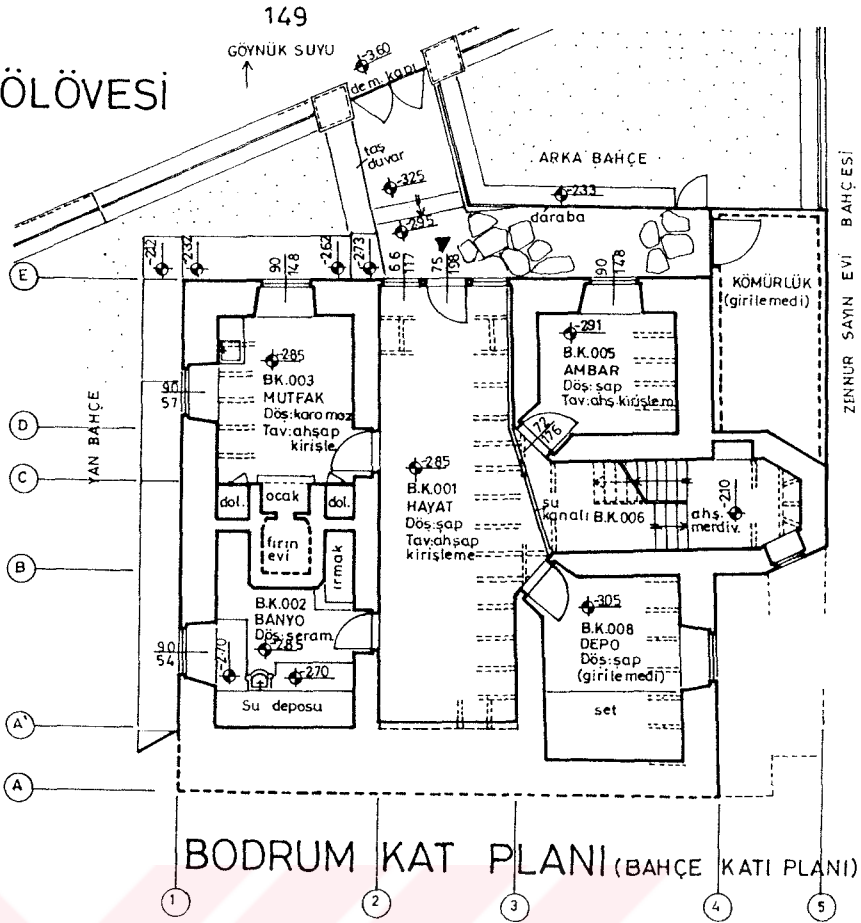 149
GÖYNÜK SUYU
ÖLÖVESİ
-360
dem. kapı
taş
duvar
-325
-295
ARKA BAHÇE
-233
daraba
ZENNUR SAYIN EVİ BAHÇESİ
KÖMÜRLÜK
(girilemedi)
-212
-232
90
148
-262
-273
66
117
75
198
90
148
E
-285
BK.003
MUTFAK
Döş:karo moz
Tav:ahşap
kirişle
90
57
YAN BAHÇE
D
-291
B.K.005
AMBAR
Döş: şap
Tav:ahş.kirişlem
72
176
C
-285
B.K.001
HAYAT
Döş: şap
Tav:ahşap
kirişleme
dol.
ocak
dol.
su
kanalı
B.K.006
ahş.
merdiv.
-210
fırın
evi
ırmak
B
B.K.002
BANYO
Döş:seram.
-285
90
54
-270
-270
Su deposu
-305
B.K.008
DEPO
Döş:şap
(girilemedi)
set
A'
A
BODRUM KAT PLANI (BAHÇE KATI PLANI)
1
2
3
4
5